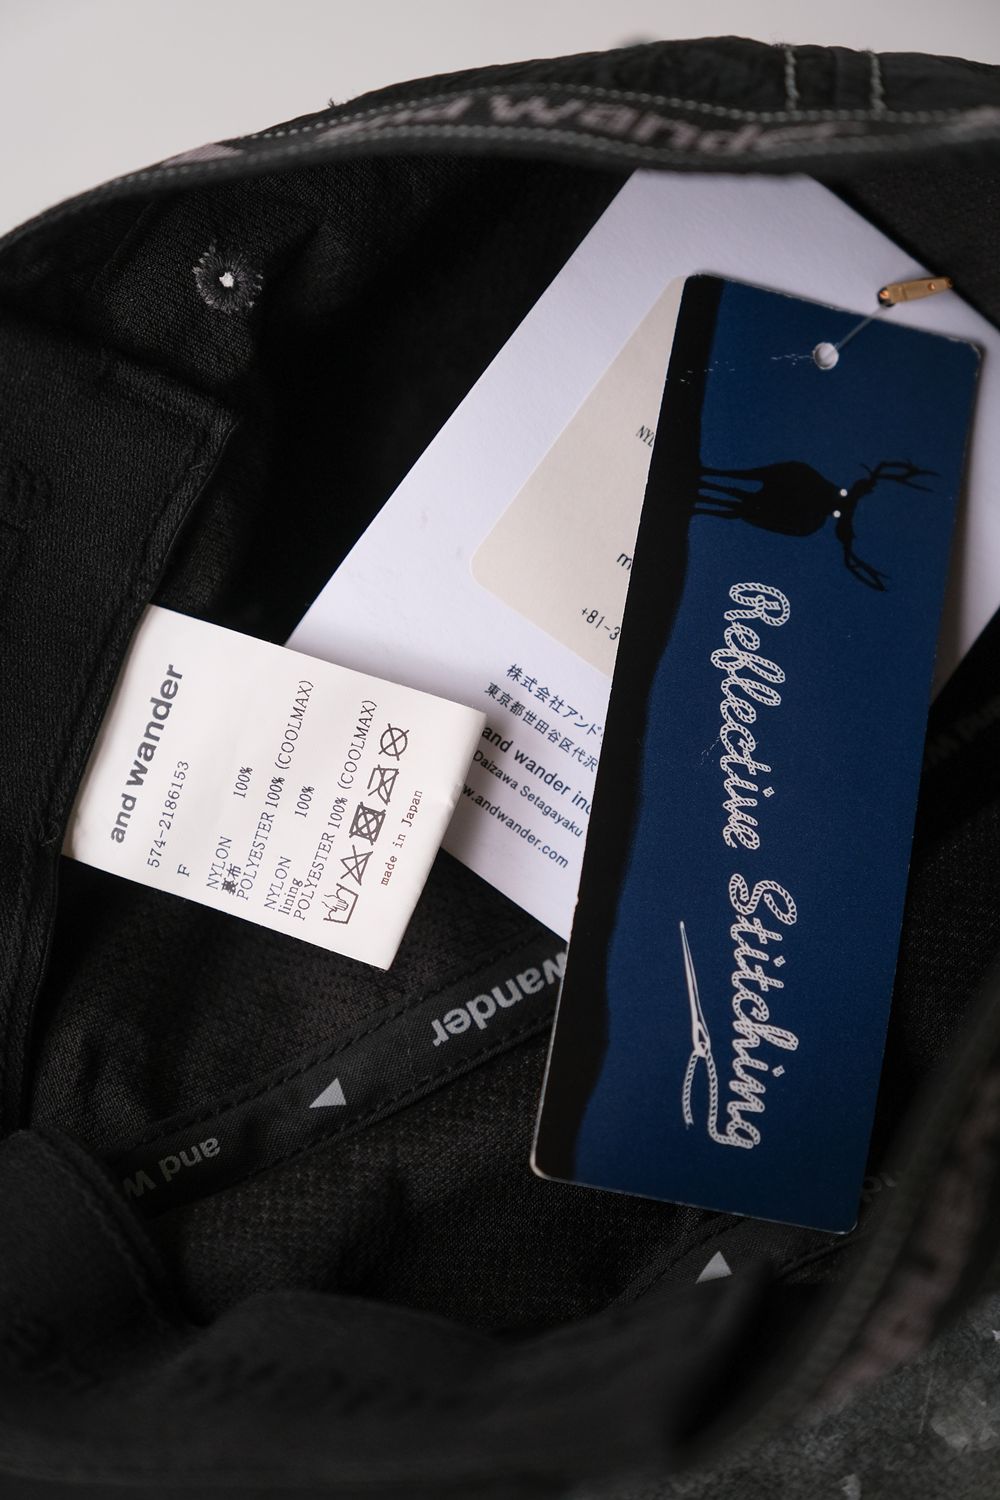 and wander
and wander
574-2186153
F
NYLON 100%
裏布
POLYESTER 100% (COOLMAX)
NYLON 100%
lining
POLYESTER 100% (COOLMAX)
made in Japan
NYL
m
+81-3
株式会社アンド
東京都世田谷区代沢
and wander inc
Daizawa Setagayaku
w.andwander.com
Reflective Stitching
wander
and w